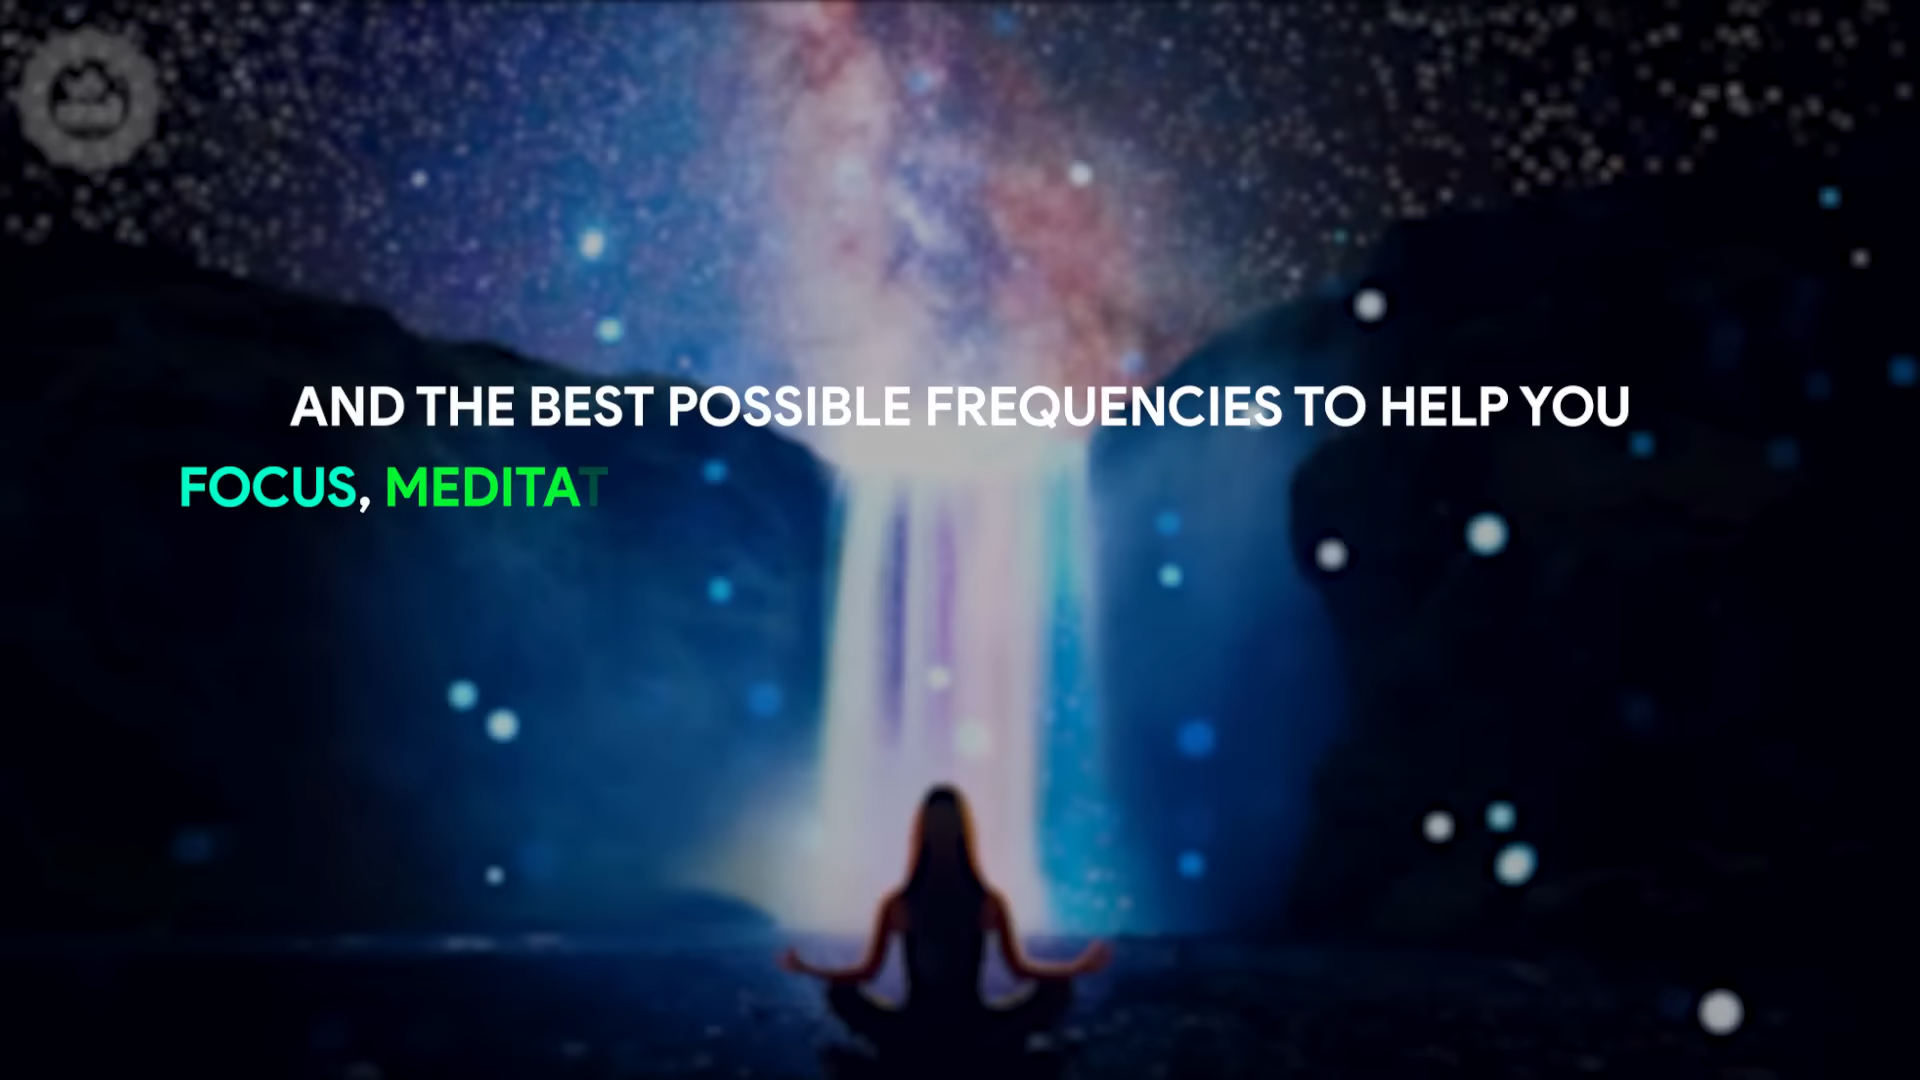 AND THE BEST POSSIBLE FREQUENCIES TO HELP YOU
FOCUS, MEDITAT